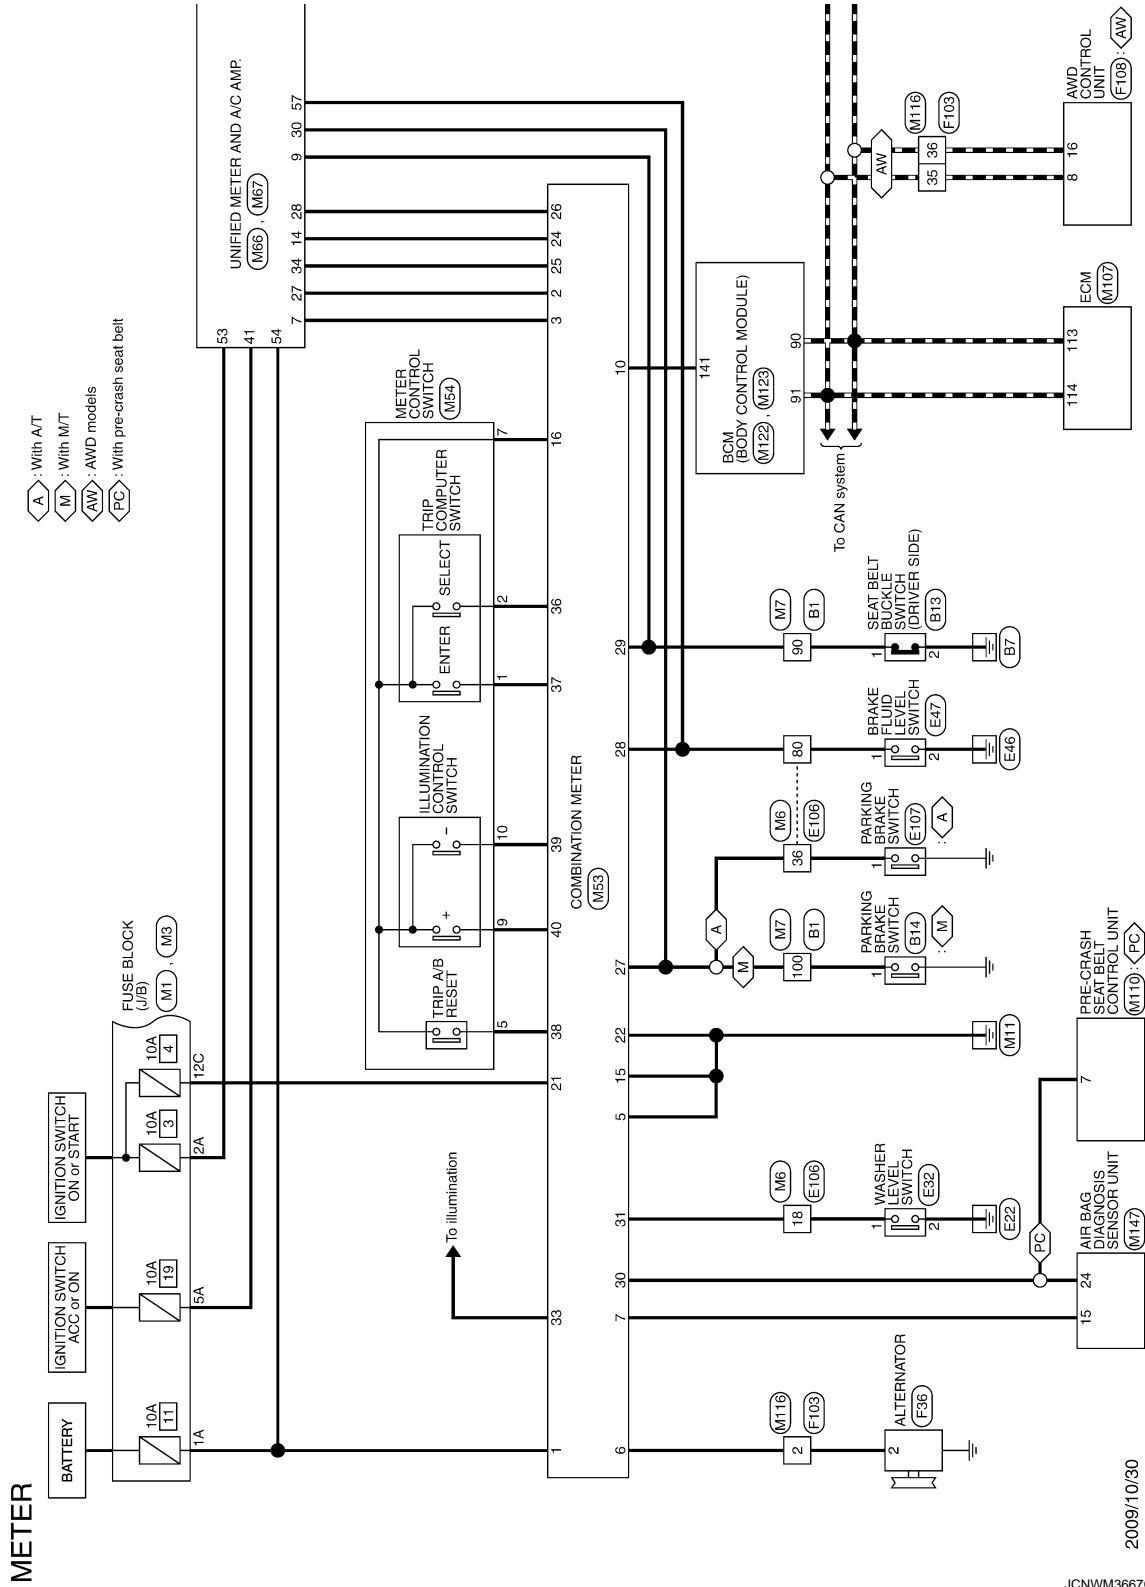 METER
BATTERY
IGNITION SWITCH
ACC or ON
IGNITION SWITCH
ON or START
A : With A/T
M : With M/T
AW : AWD models
PC : With pre-crash seat belt
10A
11
10A
19
10A
3
10A
4
FUSE BLOCK
(J/B)
M1 , M3
1A
5A
2A
12C
53
41
54
UNIFIED METER AND A/C AMP.
M66 , M67
7
27
34
14
28
9
30
57
To illumination
TRIP A/B
RESET
ILLUMINATION
CONTROL
SWITCH
+
−
ENTER
SELECT
TRIP
COMPUTER
SWITCH
METER
CONTROL
SWITCH
M54
5
9
10
1
2
7
1
33
21
38
40
39
37
36
16
3
2
25
24
26
COMBINATION METER
M53
6
7
30
31
5
15
22
27
28
29
10
141
BCM
(BODY CONTROL MODULE)
M122 , M123
91
90
To CAN system
M116
F103
2
M6
E106
18
M7
B1
100
M6
E106
36
80
M7
B1
90
A
M
AW
M116
F103
35
36
ALTERNATOR
F36
2
WASHER
LEVEL
SWITCH
E32
1
2
E22
M11
PARKING
BRAKE
SWITCH
B14
: M
1
PARKING
BRAKE
SWITCH
E107
: A
1
BRAKE
FLUID
LEVEL
SWITCH
E47
1
2
E46
SEAT BELT
BUCKLE
SWITCH
(DRIVER SIDE)
B13
1
2
B7
PC
AIR BAG
DIAGNOSIS
SENSOR UNIT
M147
15
24
PRE-CRASH
SEAT BELT
CONTROL UNIT
M110 : PC
7
ECM
M107
114
113
AWD
CONTROL
UNIT
F108 : AW
8
16
2009/10/30